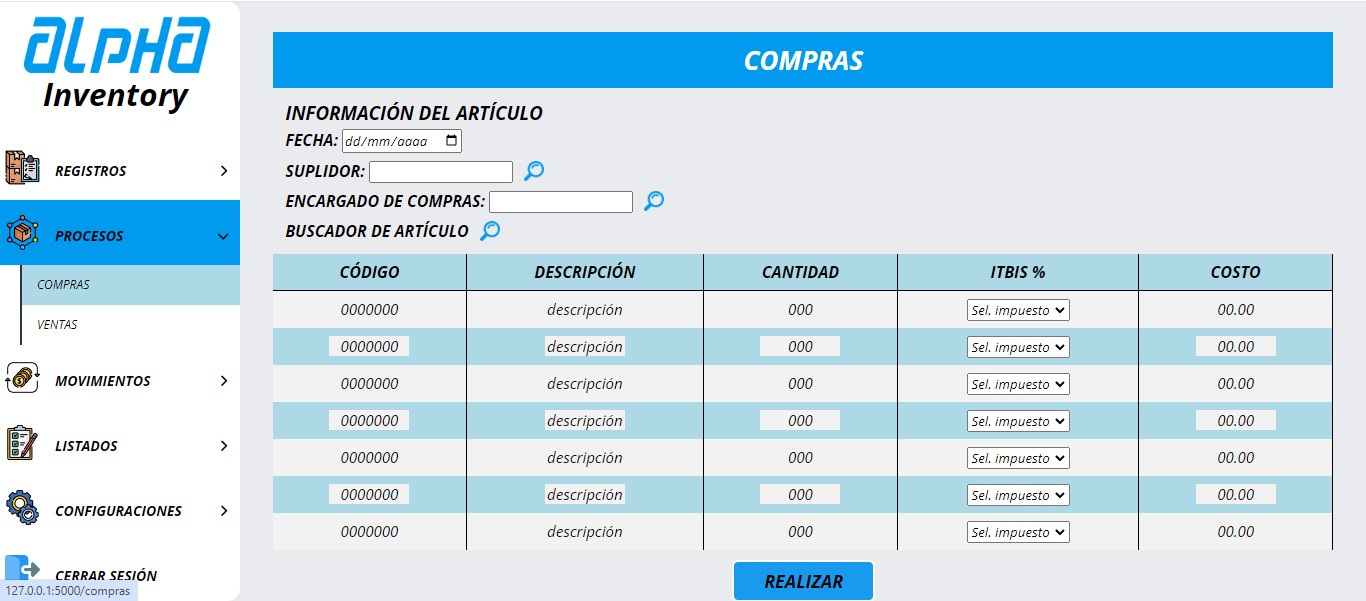 ALPHA
Inventory
REGISTROS
PROCESOS
COMPRAS
VENTAS
MOVIMIENTOS
LISTADOS
CONFIGURACIONES
CERRAR SESIÓN
127.0.0.1:5000/compras
COMPRAS
INFORMACIÓN DEL ARTÍCULO
FECHA: dd/mm/aaaa
SUPLIDOR:
ENCARGADO DE COMPRAS:
BUSCADOR DE ARTÍCULO
CÓDIGO DESCRIPCIÓN CANTIDAD ITBIS % COSTO
0000000 descripción 000 Sel. impuesto 00.00
0000000 descripción 000 Sel. impuesto 00.00
0000000 descripción 000 Sel. impuesto 00.00
0000000 descripción 000 Sel. impuesto 00.00
0000000 descripción 000 Sel. impuesto 00.00
0000000 descripción 000 Sel. impuesto 00.00
0000000 descripción 000 Sel. impuesto 00.00
REALIZAR